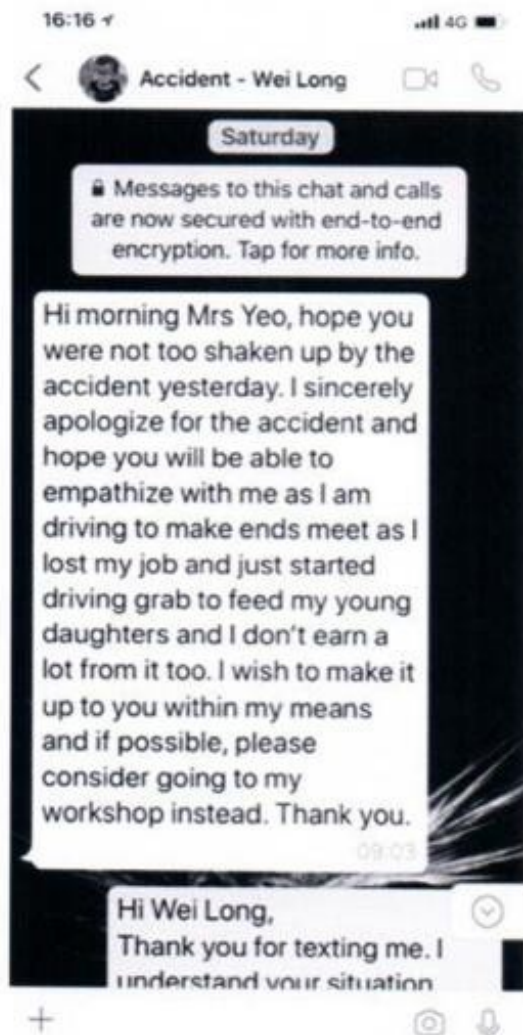 16:16
4G
Accident - Wei Long
Saturday
Messages to this chat and calls
are now secured with end-to-end
encryption. Tap for more info.
Hi morning Mrs Yeo, hope you
were not too shaken up by the
accident yesterday. I sincerely
apologize for the accident and
hope you will be able to
empathize with me as I am
driving to make ends meet as I
lost my job and just started
driving grab to feed my young
daughters and I don't earn a
lot from it too. I wish to make it
up to you within my means
and if possible, please
consider going to my
workshop instead. Thank you.
09:03
Hi Wei Long,
Thank you for texting me. I
understand your situation